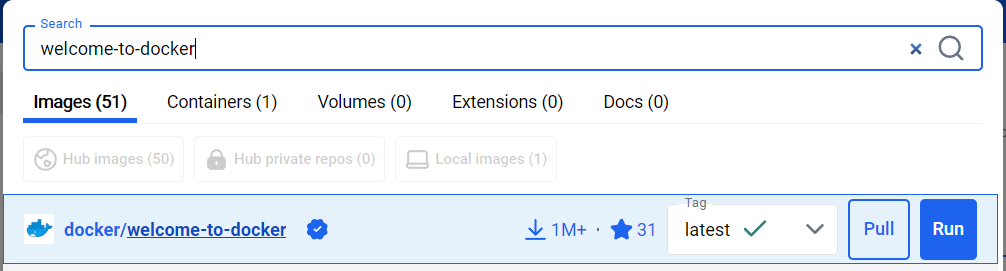 Search
welcome-to-docker
Images (51) Containers (1) Volumes (0) Extensions (0) Docs (0)
Hub images (50) Hub private repos (0) Local images (1)
docker/welcome-to-docker 1M+ · 31 Tag latest Pull Run